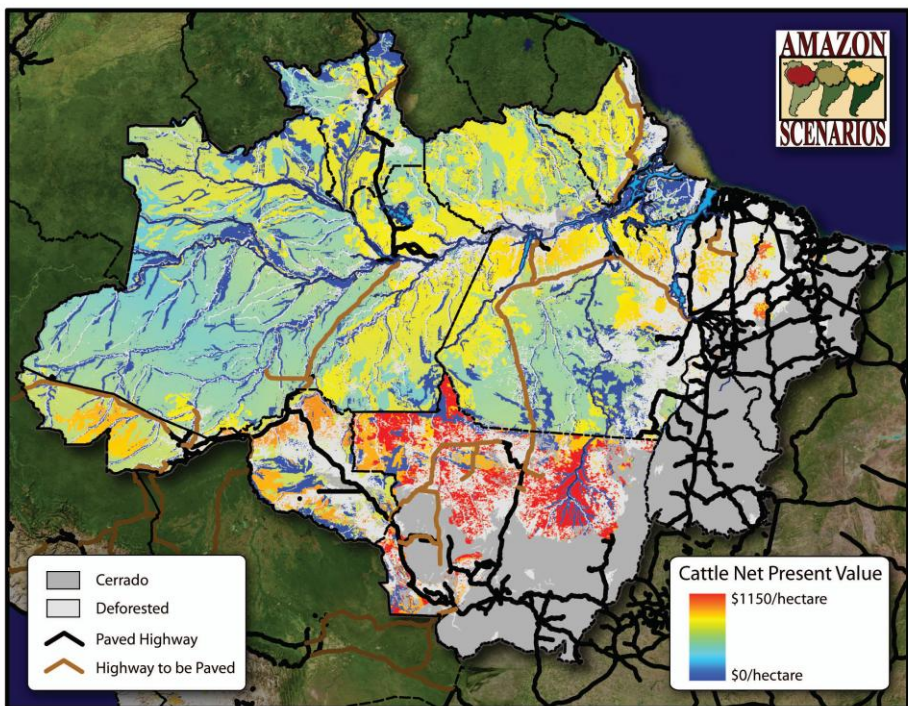 AMAZON
SCENARIOS
Cerrado
Deforested
Paved Highway
Highway to be Paved
Cattle Net Present Value
$1150/hectare
$0/hectare